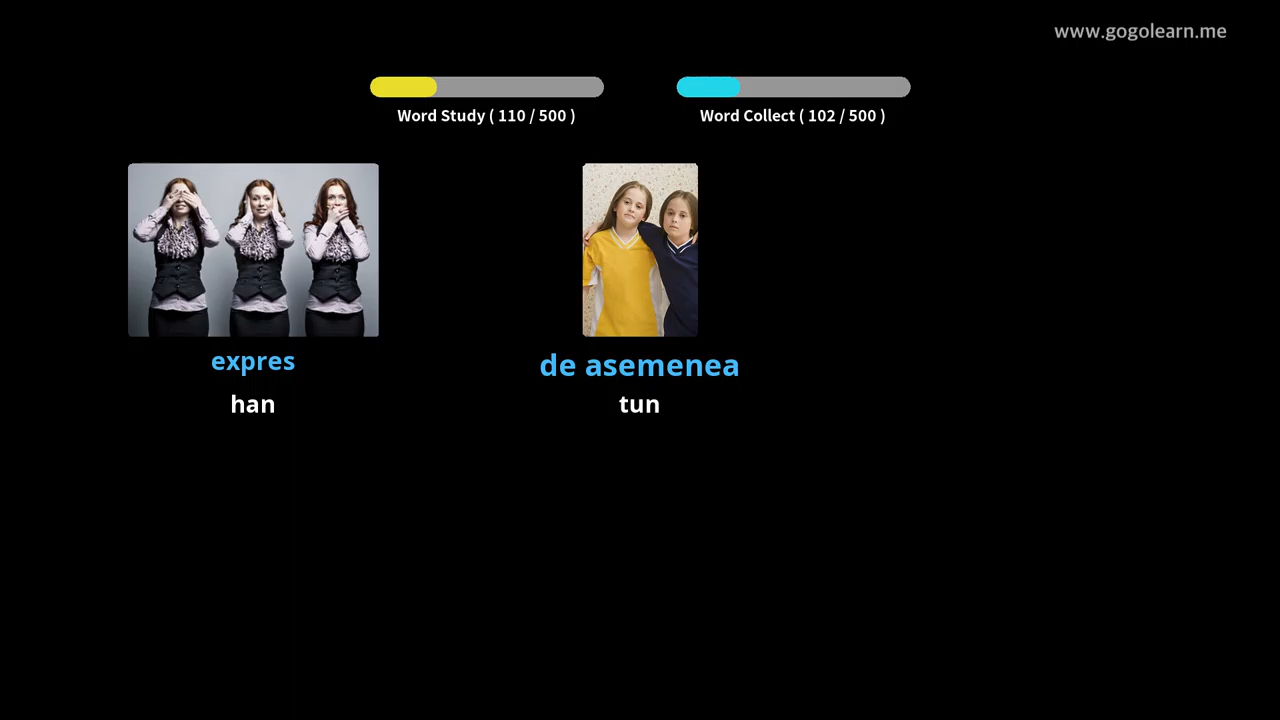 www.gogolearn.me
Word Study ( 110 / 500 )
Word Collect ( 102 / 500 )
expres
han
de asemenea
tun